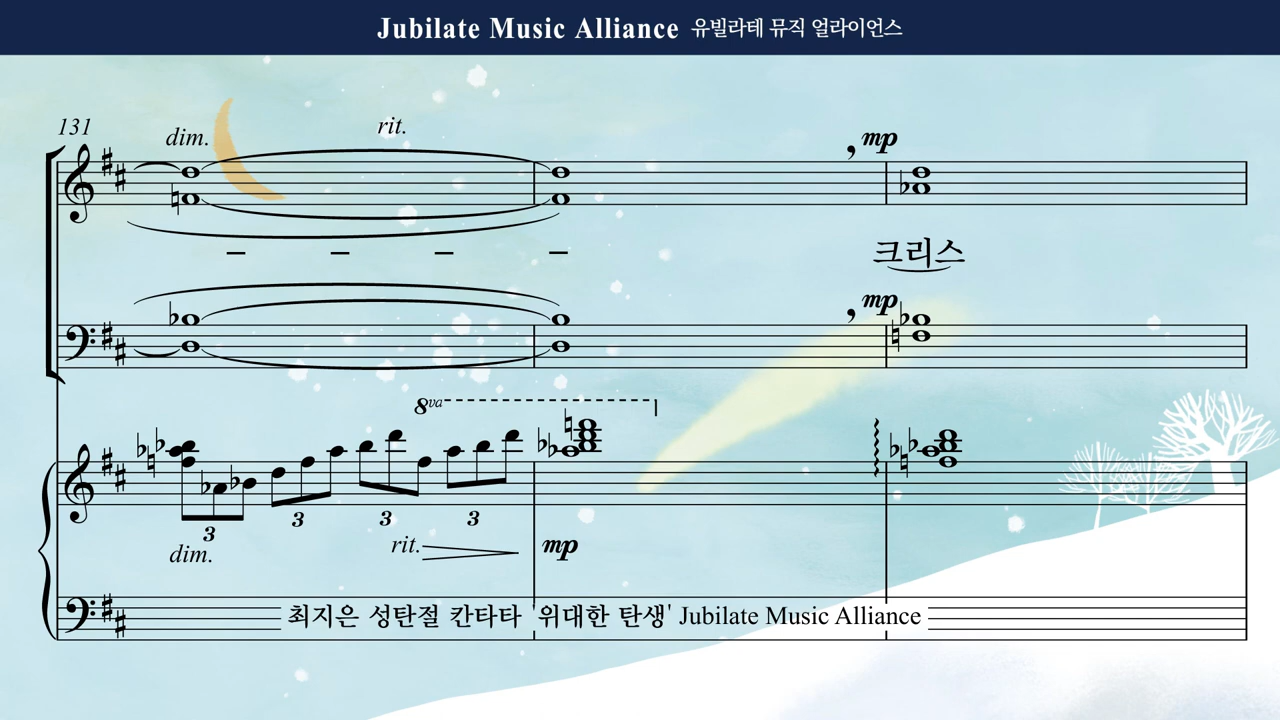 Jubilate Music Alliance 유빌라테 뮤직 얼라이언스
131
dim. rit. mp
크리스
mp
8va
3 3 3 3
dim. rit. mp
최지은 성탄절 칸타타 '위대한 탄생' Jubilate Music Alliance